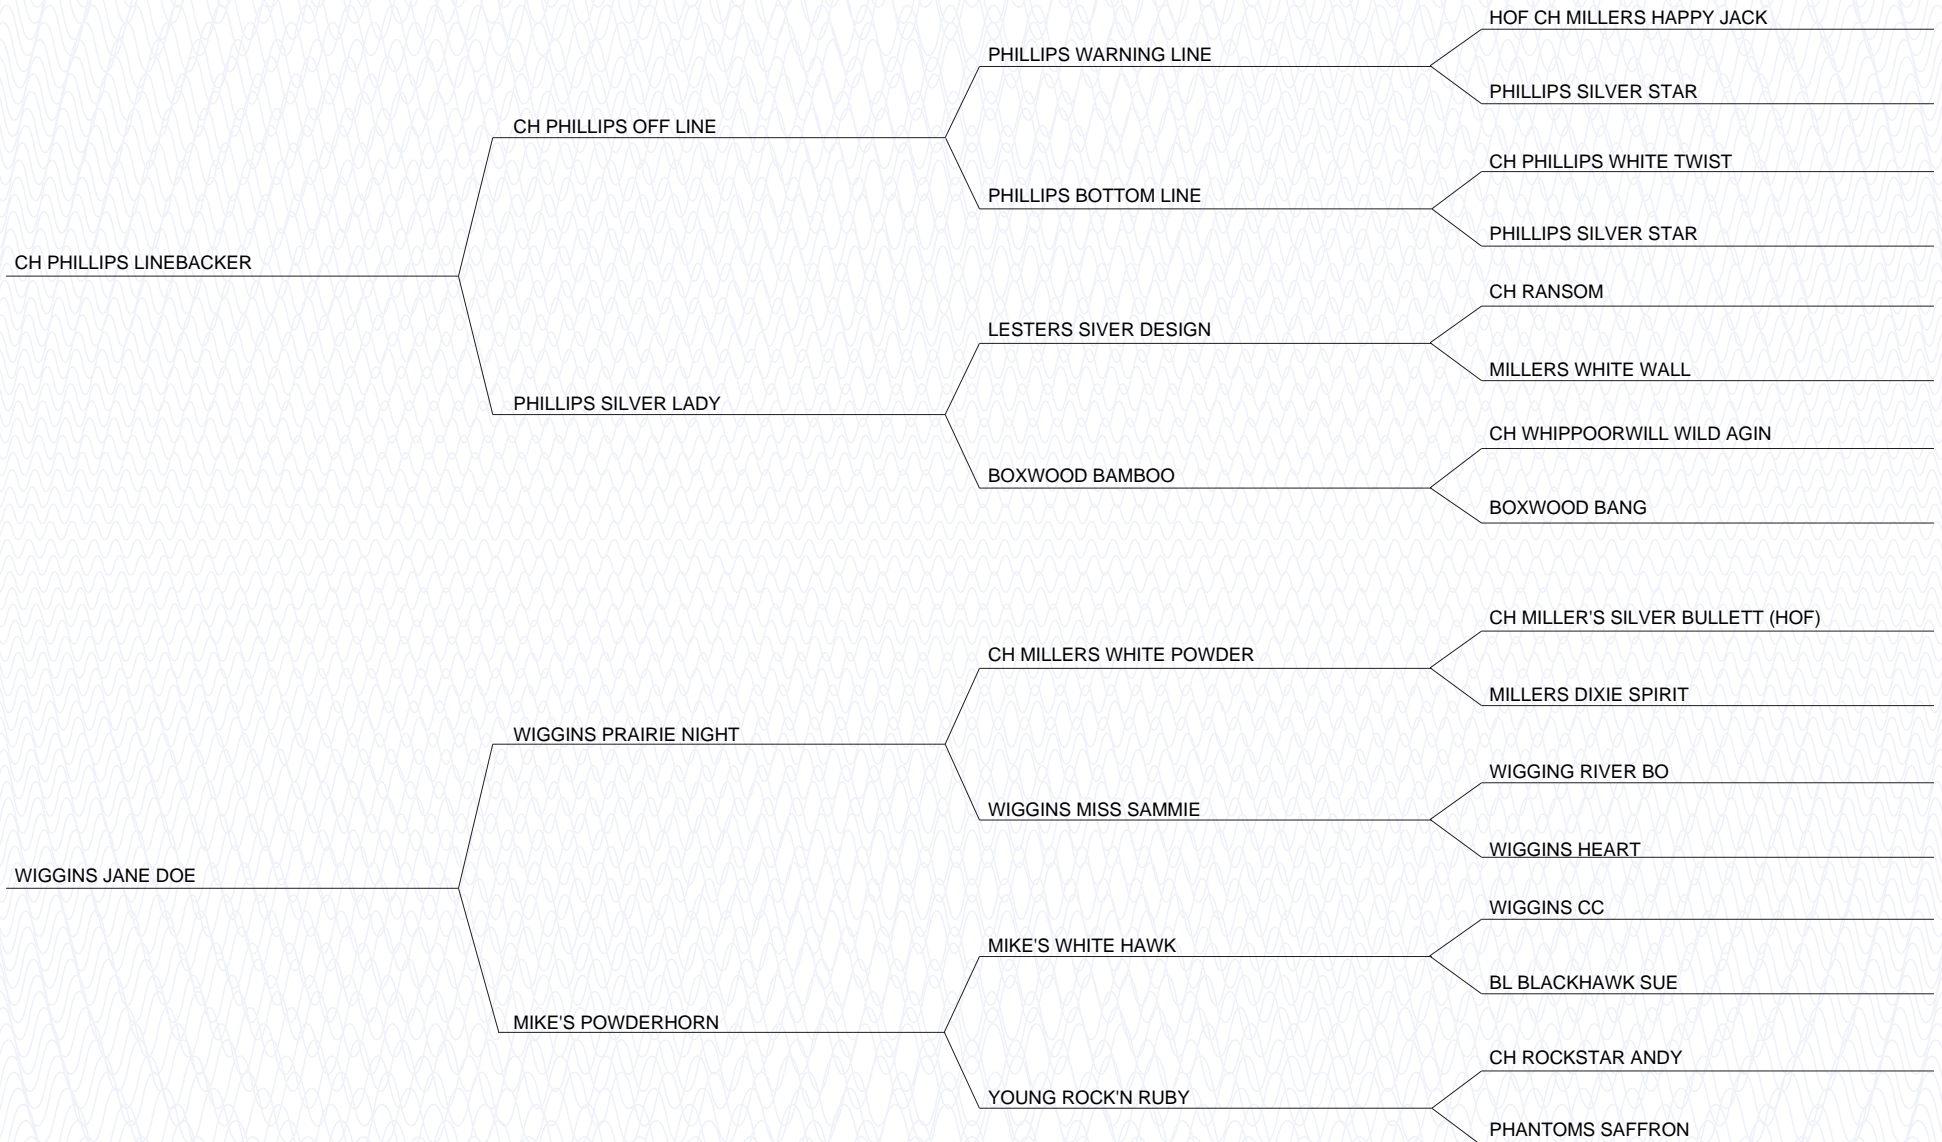 HOF CH MILLERS HAPPY JACK
PHILLIPS WARNING LINE
PHILLIPS SILVER STAR
CH PHILLIPS OFF LINE
CH PHILLIPS WHITE TWIST
PHILLIPS BOTTOM LINE
PHILLIPS SILVER STAR
CH PHILLIPS LINEBACKER
CH RANSOM
LESTERS SIVER DESIGN
MILLERS WHITE WALL
PHILLIPS SILVER LADY
CH WHIPPOORWILL WILD AGIN
BOXWOOD BAMBOO
BOXWOOD BANG
CH MILLER'S SILVER BULLETT (HOF)
CH MILLERS WHITE POWDER
MILLERS DIXIE SPIRIT
WIGGINS PRAIRIE NIGHT
WIGGING RIVER BO
WIGGINS MISS SAMMIE
WIGGINS HEART
WIGGINS JANE DOE
WIGGINS CC
MIKE'S WHITE HAWK
BL BLACKHAWK SUE
MIKE'S POWDERHORN
CH ROCKSTAR ANDY
YOUNG ROCK'N RUBY
PHANTOMS SAFFRON